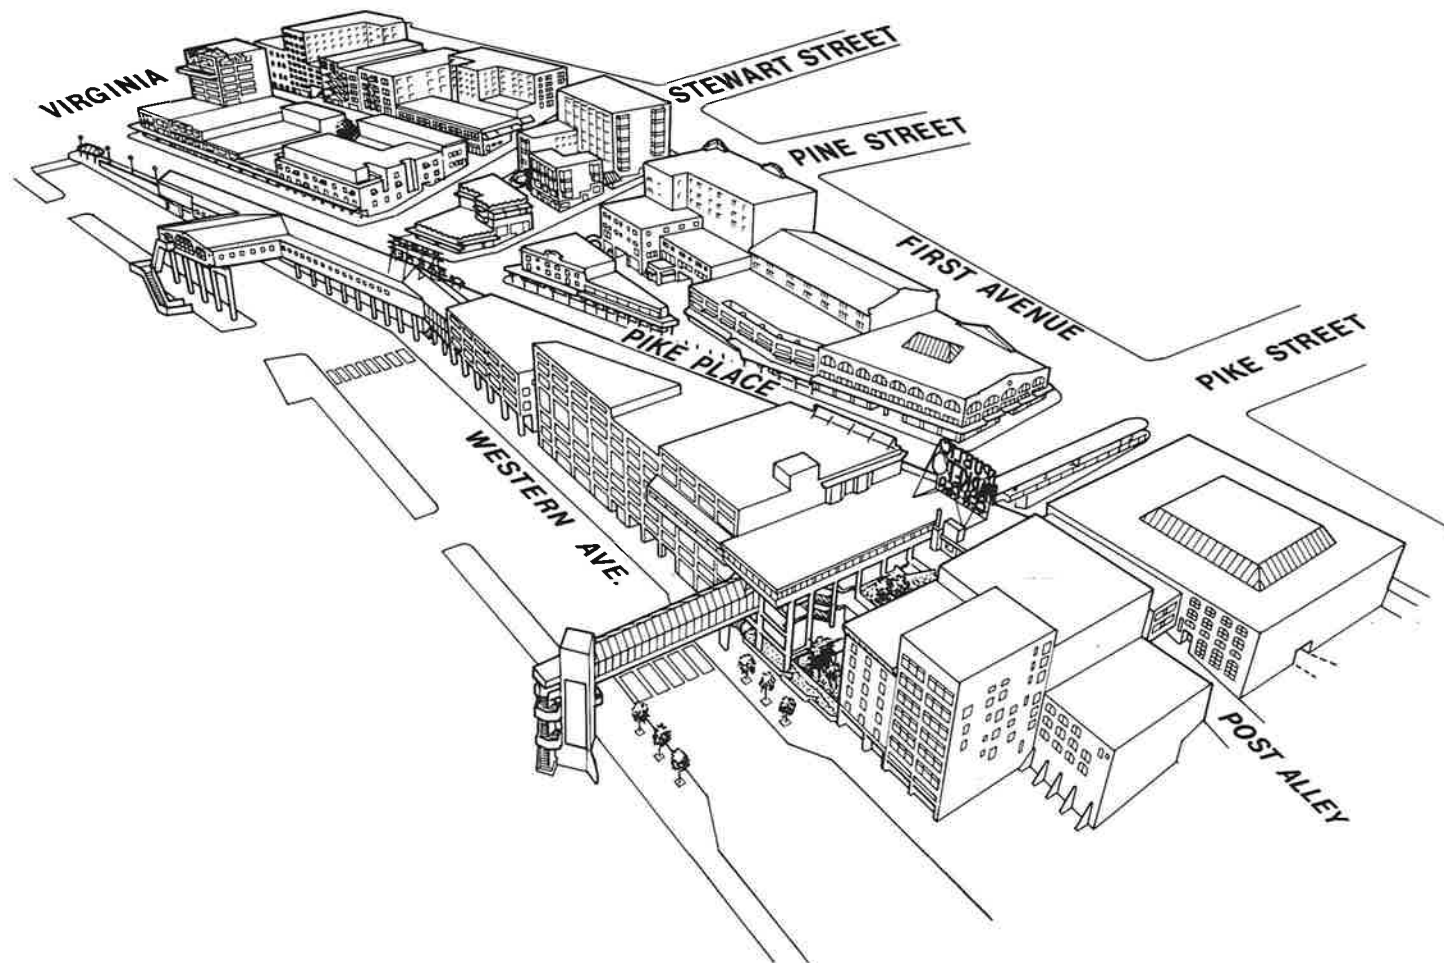 VIRGINIA
STEWART STREET
PINE STREET
FIRST AVENUE
PIKE STREET
PIKE PLACE
WESTERN AVE.
POST ALLEY